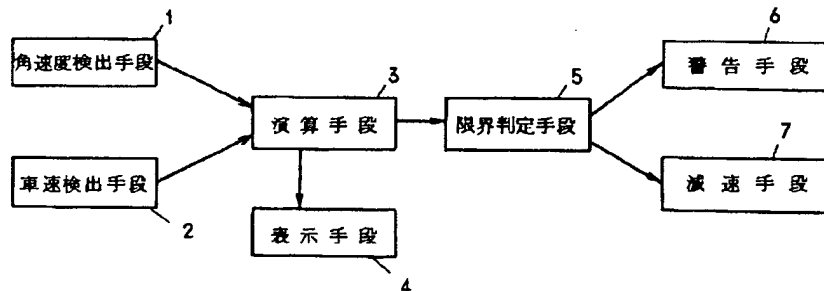 1
角速度検出手段
2
車速検出手段
3
演算手段
4
表示手段
5
限界判定手段
6
警告手段
7
減速手段